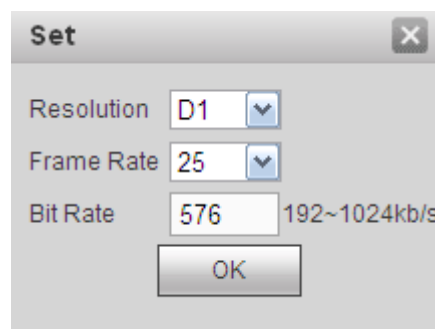 Set
Resolution D1
Frame Rate 25
Bit Rate 576 192~1024kb/s
OK